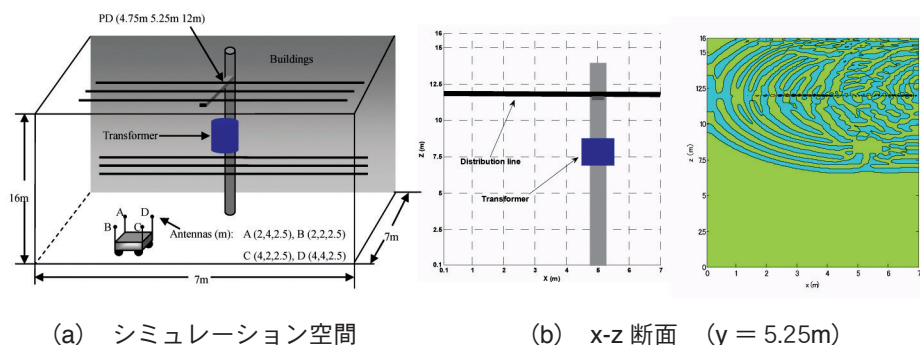 PD (4.75m 5.25m 12m)
Buildings
Transformer
16m
A D
B C
Antennas (m): A (2,4,2.5), B (2,2,2.5)
C (4,2,2.5), D (4,4,2.5)
7m
7m
16
15
12.5
10
7.5
5
2.5
0.1
Z (m)
Distribution line
Transformer
0.1 1 2 3 4 5 6 7
X (m)
16
15
12.5
10
7.5
5
2.5
0
z (m)
0 1 2 3 4 5 6 7
x (m)
(a) シミュレーション空間
(b) x-z 断面 (y = 5.25m)